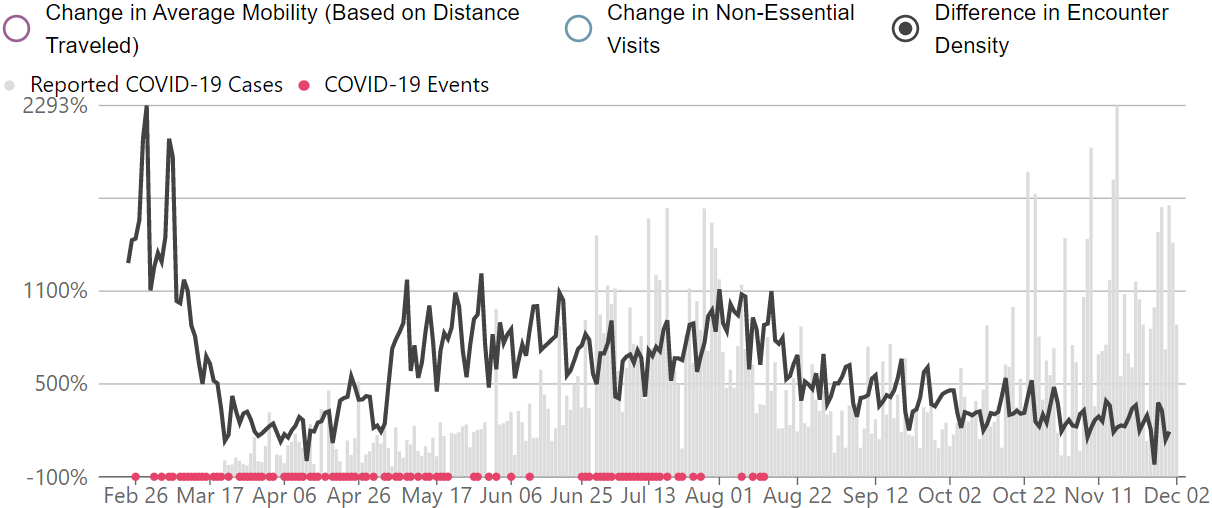 Change in Average Mobility (Based on Distance Traveled)
Change in Non-Essential Visits
Difference in Encounter Density
Reported COVID-19 Cases
COVID-19 Events
2293%
1100%
500%
-100%
Feb 26 Mar 17 Apr 06 Apr 26 May 17 Jun 06 Jun 25 Jul 13 Aug 01 Aug 22 Sep 12 Oct 02 Oct 22 Nov 11 Dec 02